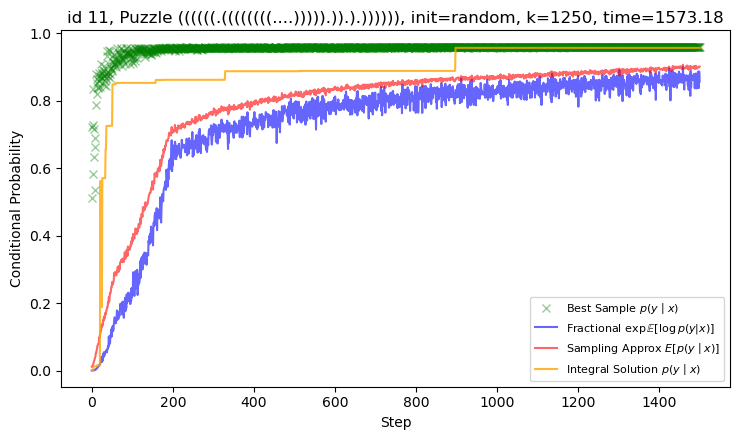 id 11, Puzzle ((((((.((((((((....))))).)).).)))))), init=random, k=1250, time=1573.18
1.0
0.8
0.6
0.4
0.2
0.0
Conditional Probability
0
200
400
600
800
1000
1200
1400
Step
Best Sample p(y | x)
Fractional exp𝔼[log p(y|x)]
Sampling Approx E[p(y | x)]
Integral Solution p(y | x)